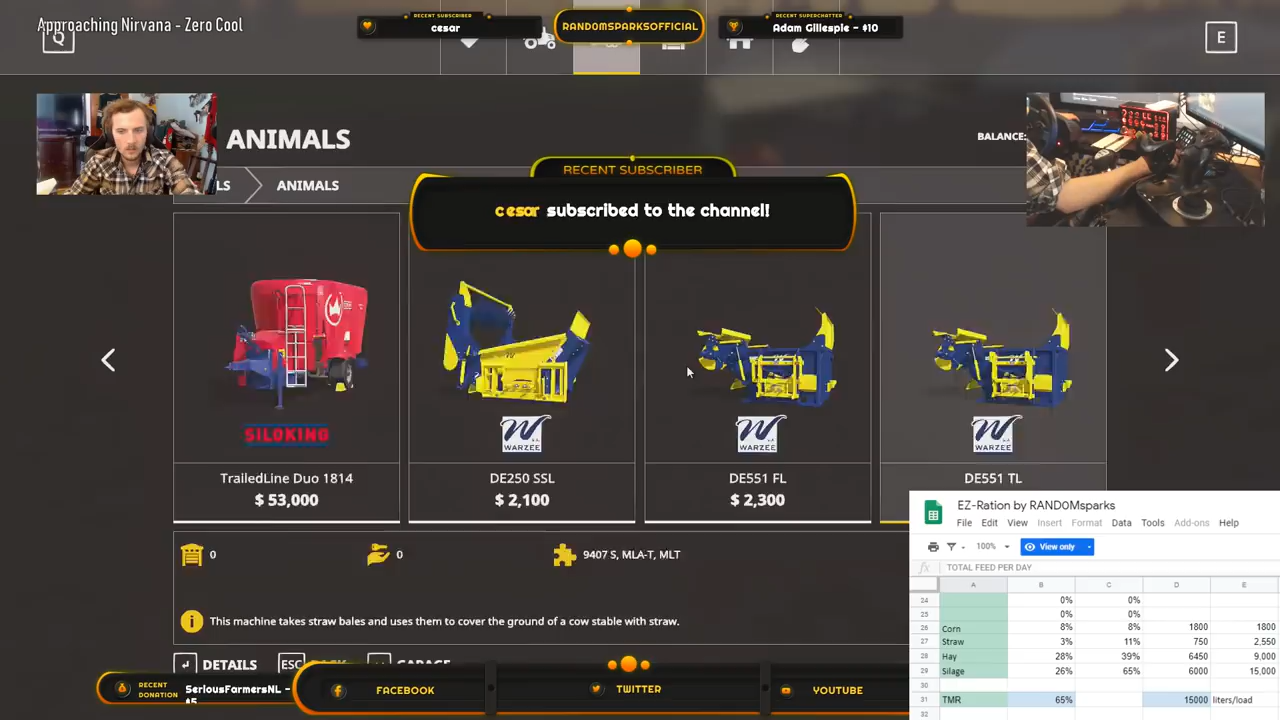 Approaching Nirvana - Zero Cool
Q
RECENT SUBSCRIBER
cesar
RANDOMSPARKSOFFICIAL
RECENT SUPERCHATTER
Adam Gillespie - $10
E
ANIMALS
BALANCE:
LS
ANIMALS
RECENT SUBSCRIBER
cesar subscribed to the channel!
SILOKING
W
WARZÉE
W
WARZÉE
W
WARZÉE
TrailedLine Duo 1814
$ 53,000
DE250 SSL
$ 2,100
DE551 FL
$ 2,300
DE551 TL
0
0
9407 S, MLA-T, MLT
This machine takes straw bales and uses them to cover the ground of a cow stable with straw.
DETAILS
ESC
GARAGE
RECENT DONATION
SeriousFarmersNL -
FACEBOOK
TWITTER
YOUTUBE
EZ-Ration by RANDOMsparks
File Edit View Insert Format Data Tools Add-ons Help
100% View only
fx TOTAL FEED PER DAY
A B C D E
24 0% 0%
25 0% 0%
26 Corn 8% 8% 1800 1800
27 Straw 3% 11% 750 2,550
28 Hay 28% 39% 6450 9,000
29 Silage 26% 65% 6000 15,000
30
31 TMR 65% 15000 liters/load
32